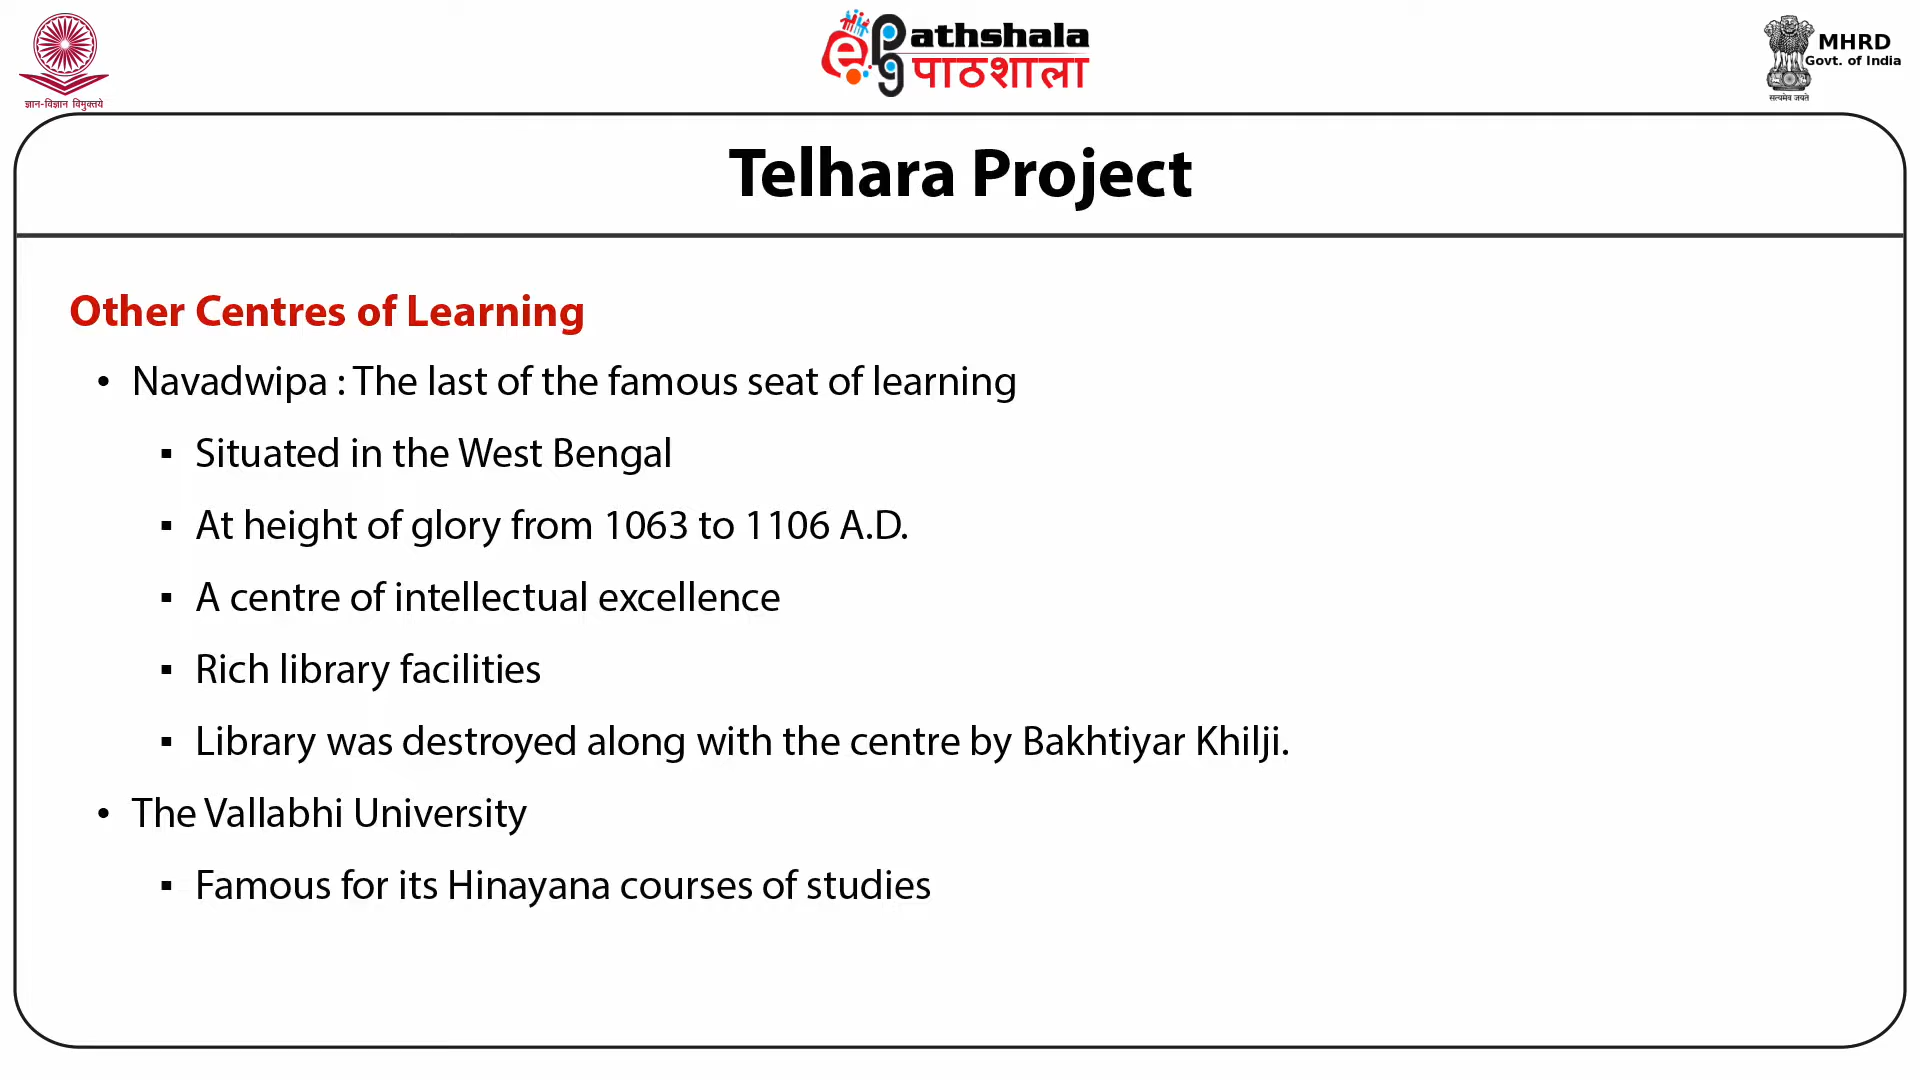 ज्ञान-विज्ञान विमुक्तये
ePathshala
पाठशाला
MHRD
Govt. of India
सत्यमेव जयते
Telhara Project
Other Centres of Learning
• Navadwipa : The last of the famous seat of learning
▪ Situated in the West Bengal
▪ At height of glory from 1063 to 1106 A.D.
▪ A centre of intellectual excellence
▪ Rich library facilities
▪ Library was destroyed along with the centre by Bakhtiyar Khilji.
• The Vallabhi University
▪ Famous for its Hinayana courses of studies